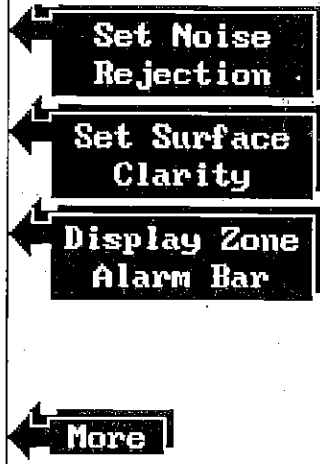 Set Noise
Rejection
Set Surface
Clarity
Display Zone
Alarm Bar
More